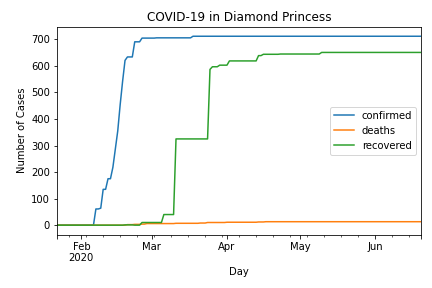 COVID-19 in Diamond Princess
Number of Cases
700
600
500
400
300
200
100
0
confirmed
deaths
recovered
Feb Mar Apr May Jun
2020
Day